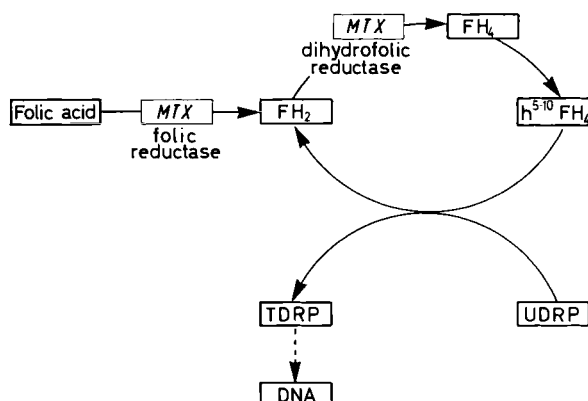 MTX
FH₄
dihydrofolic
reductase
Folic acid
MTX
FH₂
h⁵⁻¹⁰ FH₄
folic
reductase
TDRP
UDRP
DNA